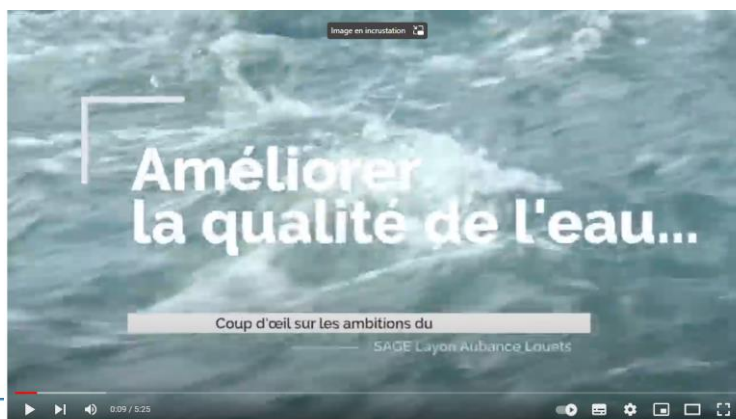 Image en incrustation
Améliorer
la qualité de l'eau...
Coup d'œil sur les ambitions du
SAGE Layon Aubance Louets
0:09 / 5:25